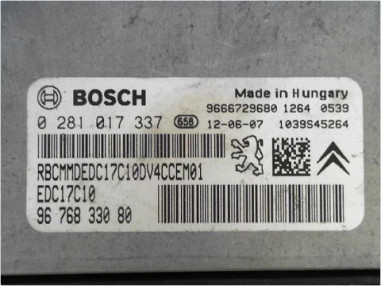 BOSCH
Made in Hungary
9666729680 1264 0539
0 281 017 337 658 12-06-07 1039S45264
RBCMMDEDC17C10DV4CCEM01
EDC17C10
96 768 330 80